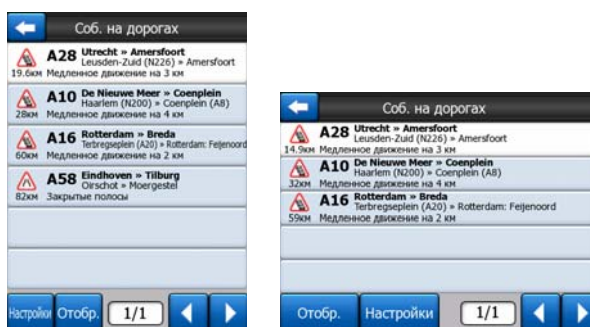 Соб. на дорогах
A28 Utrecht » Amersfoort
Leusden-Zuid (N226) » Amersfoort
19.6км Медленное движение на 3 км
A10 De Nieuwe Meer » Coenplein
Haarlem (N200) » Coenplein (A8)
28км Медленное движение на 4 км
A16 Rotterdam » Breda
Terbregseplein (A20) » Rotterdam: Feijenoord
60км Медленное движение на 2 км
A58 Eindhoven » Tilburg
Oirschot » Moergestel
82км Закрытые полосы
Настройки Отобр. 1/1
Соб. на дорогах
A28 Utrecht » Amersfoort
Leusden-Zuid (N226) » Amersfoort
14.9км Медленное движение на 3 км
A10 De Nieuwe Meer » Coenplein
Haarlem (N200) » Coenplein (A8)
32км Медленное движение на 4 км
A16 Rotterdam » Breda
Terbregseplein (A20) » Rotterdam: Feijenoord
59км Медленное движение на 2 км
Отобр. Настройки 1/1